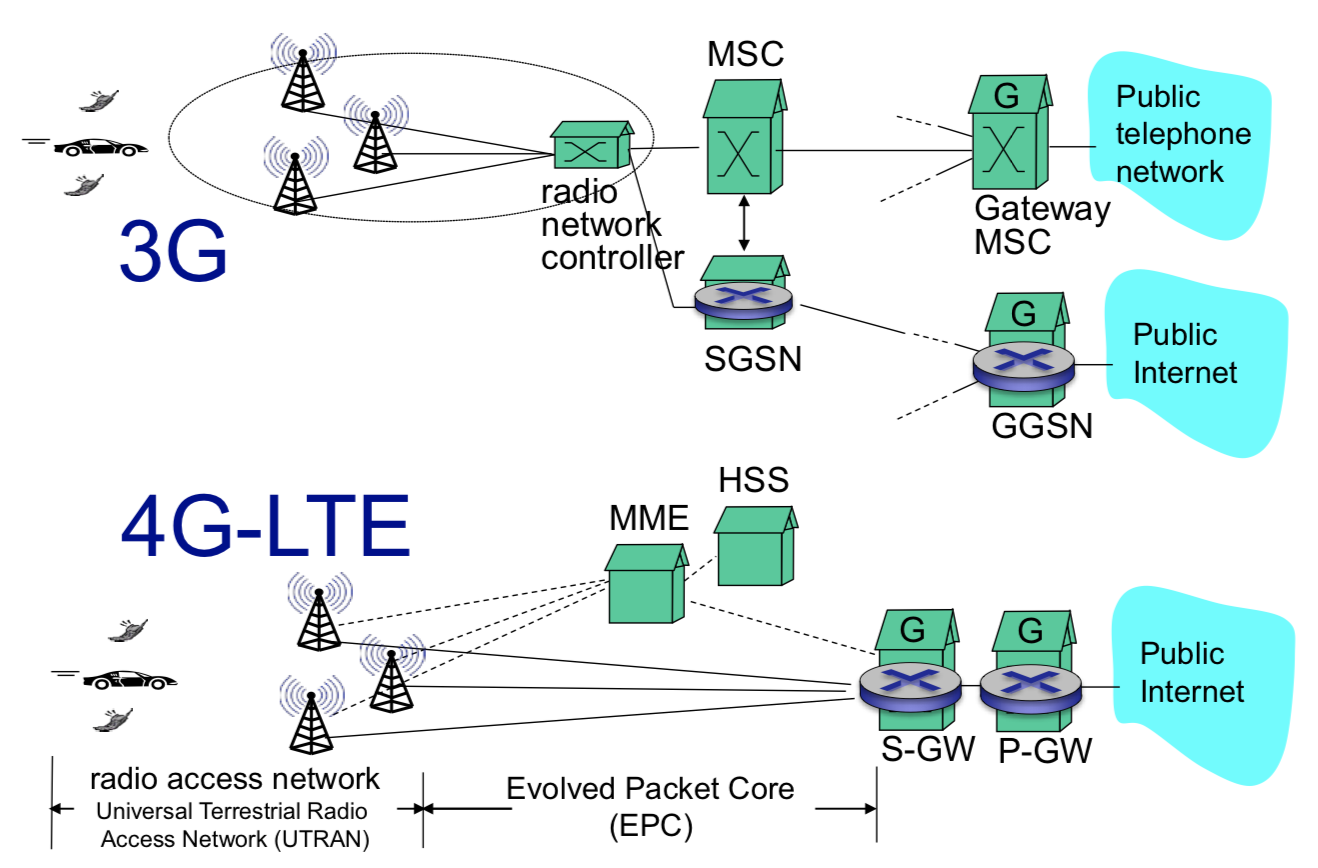 MSC
G
Public
telephone
network
radio
network
controller
Gateway
MSC
3G
SGSN
G
GGSN
Public
Internet
4G-LTE
MME
HSS
G
G
S-GW
P-GW
Public
Internet
radio access network
Universal Terrestrial Radio
Access Network (UTRAN)
Evolved Packet Core
(EPC)